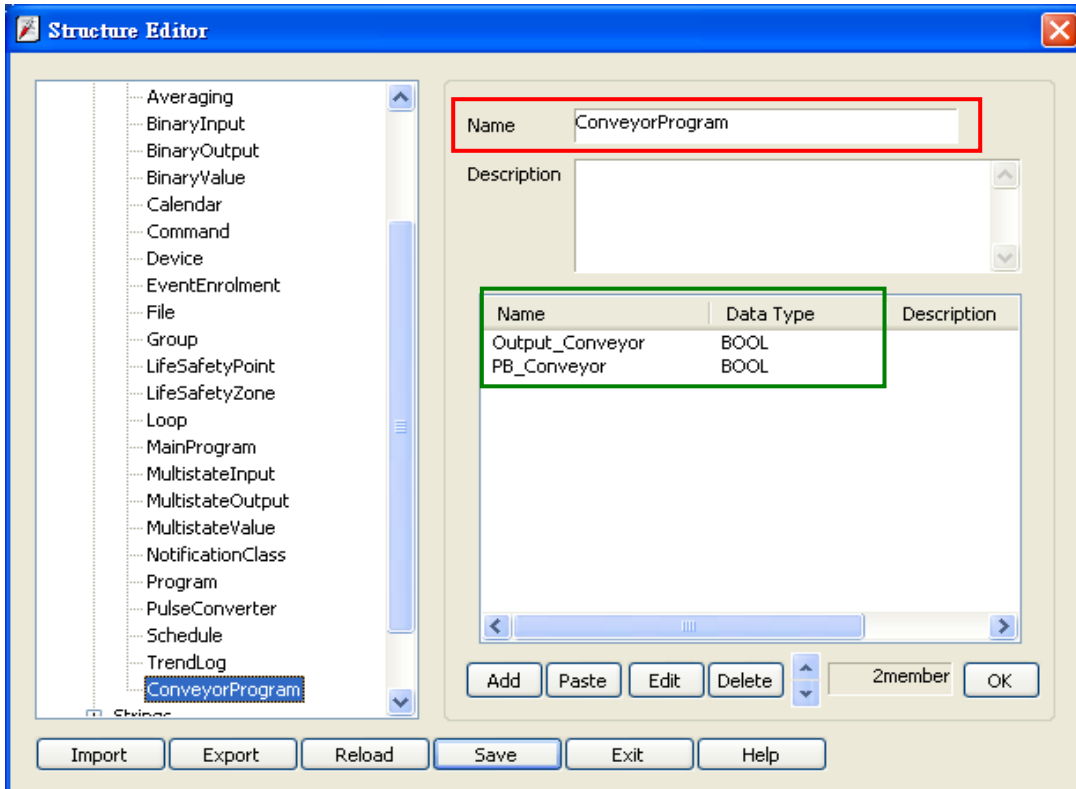 Structure Editor
Averaging
BinaryInput
BinaryOutput
BinaryValue
Calendar
Command
Device
EventEnrolment
File
Group
LifeSafetyPoint
LifeSafetyZone
Loop
MainProgram
MultistateInput
MultistateOutput
MultistateValue
NotificationClass
Program
PulseConverter
Schedule
TrendLog
ConveyorProgram
Strings
Name ConveyorProgram
Description
Name Data Type Description
Output_Conveyor BOOL
PB_Conveyor BOOL
Add Paste Edit Delete 2member OK
Import Export Reload Save Exit Help